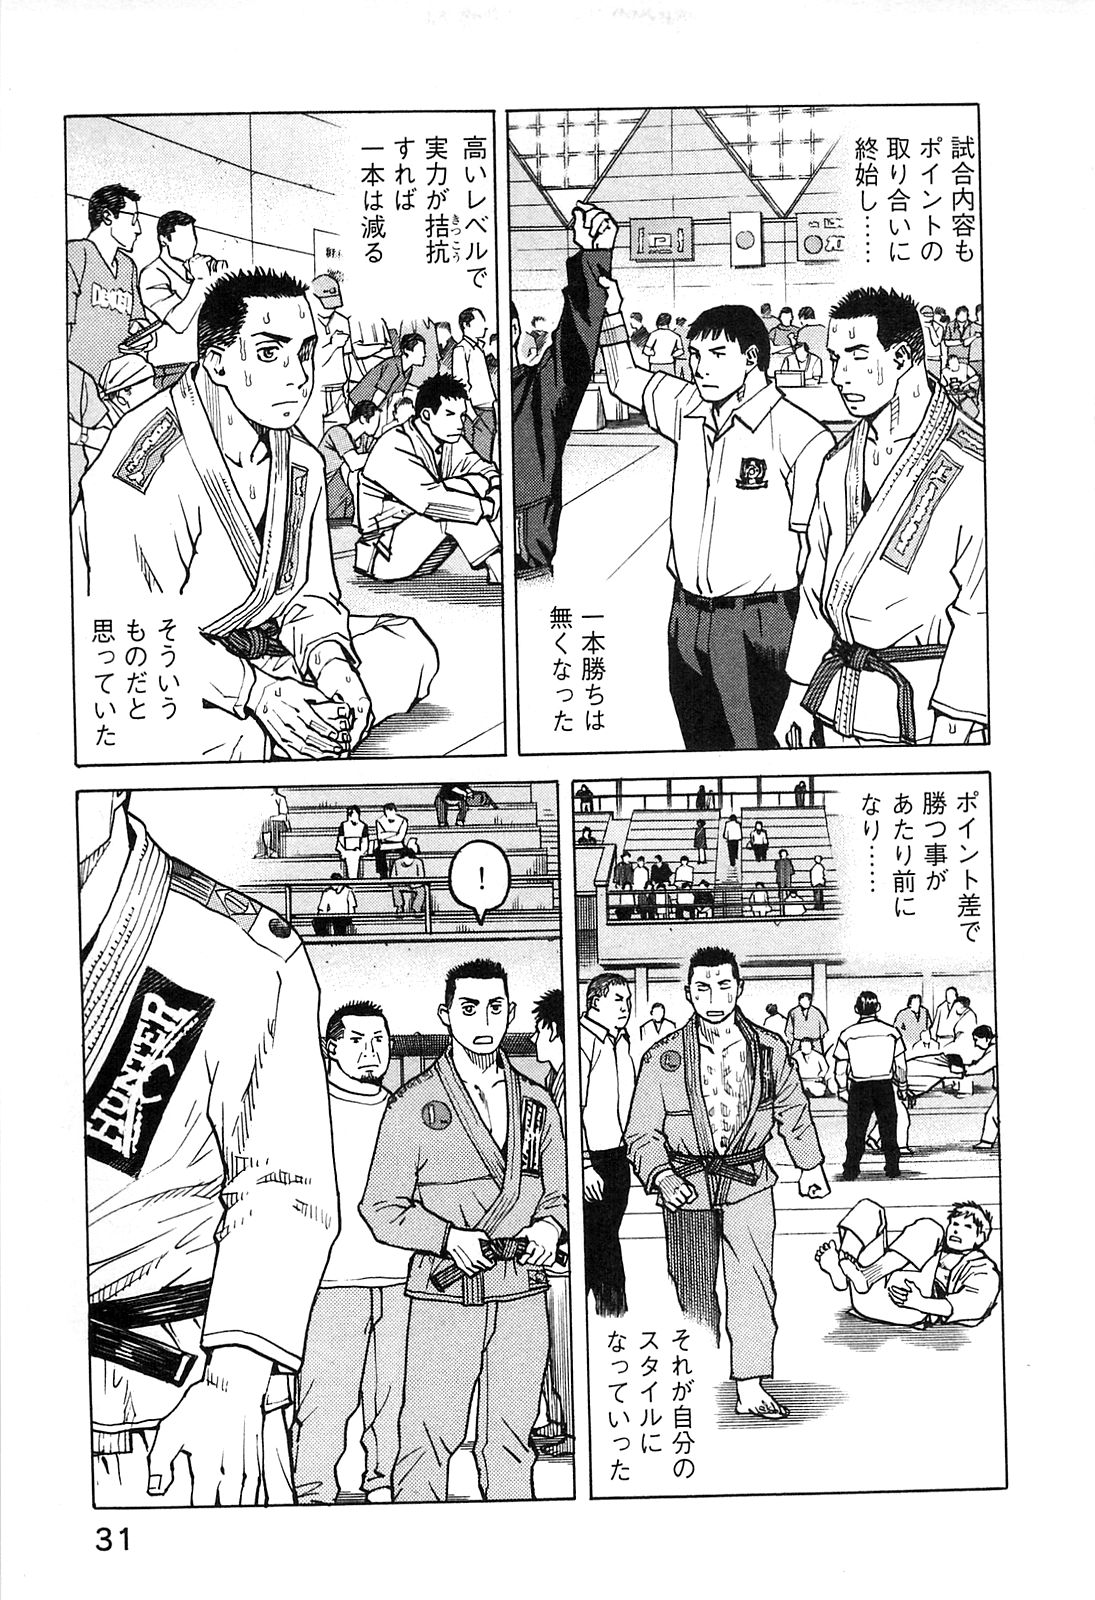 試合内容も
ポイントの
取り合いに
終始し……
一本勝ちは
無くなった
高いレベルで
実力が拮抗
きっこう
すれば
一本は減る
そういう
ものだと
思っていた
ポイント差で
勝つ事が
あたり前に
なり……
それが自分の
スタイルに
なっていった
！
HUNTER
31